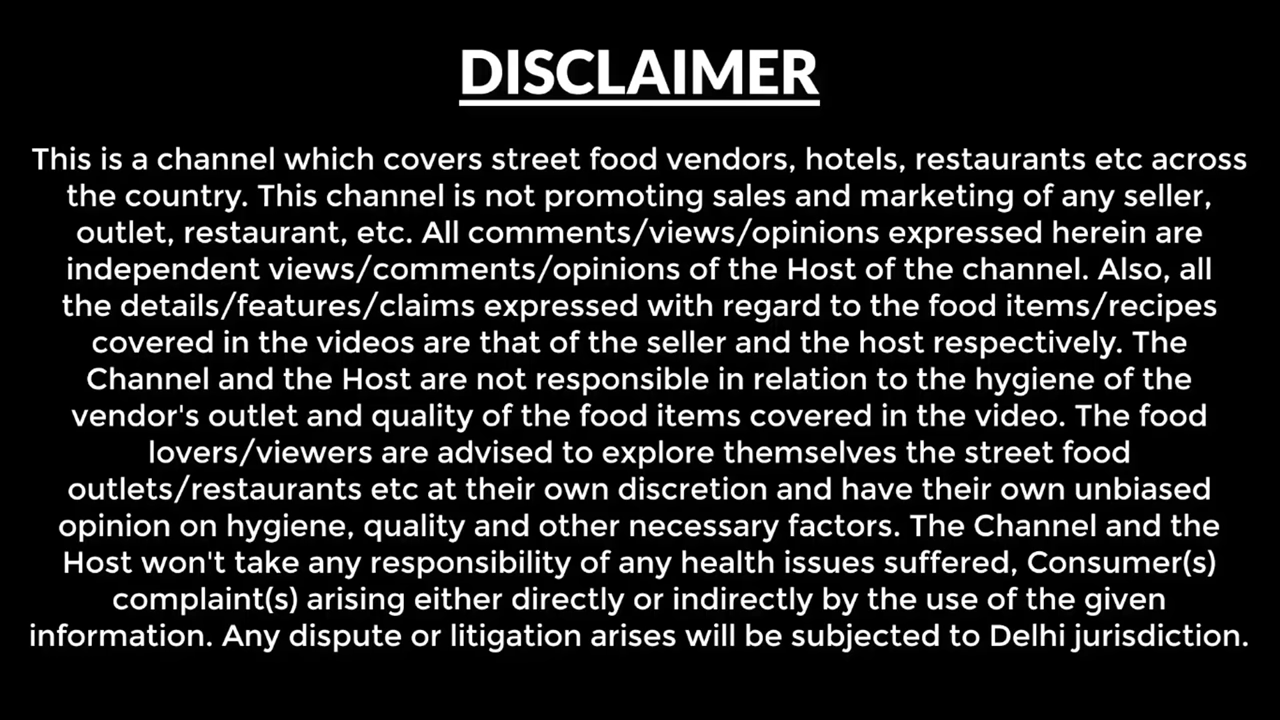 DISCLAIMER
This is a channel which covers street food vendors, hotels, restaurants etc across
the country. This channel is not promoting sales and marketing of any seller,
outlet, restaurant, etc. All comments/views/opinions expressed herein are
independent views/comments/opinions of the Host of the channel. Also, all
the details/features/claims expressed with regard to the food items/recipes
covered in the videos are that of the seller and the host respectively. The
Channel and the Host are not responsible in relation to the hygiene of the
vendor's outlet and quality of the food items covered in the video. The food
lovers/viewers are advised to explore themselves the street food
outlets/restaurants etc at their own discretion and have their own unbiased
opinion on hygiene, quality and other necessary factors. The Channel and the
Host won't take any responsibility of any health issues suffered, Consumer(s)
complaint(s) arising either directly or indirectly by the use of the given
information. Any dispute or litigation arises will be subjected to Delhi jurisdiction.